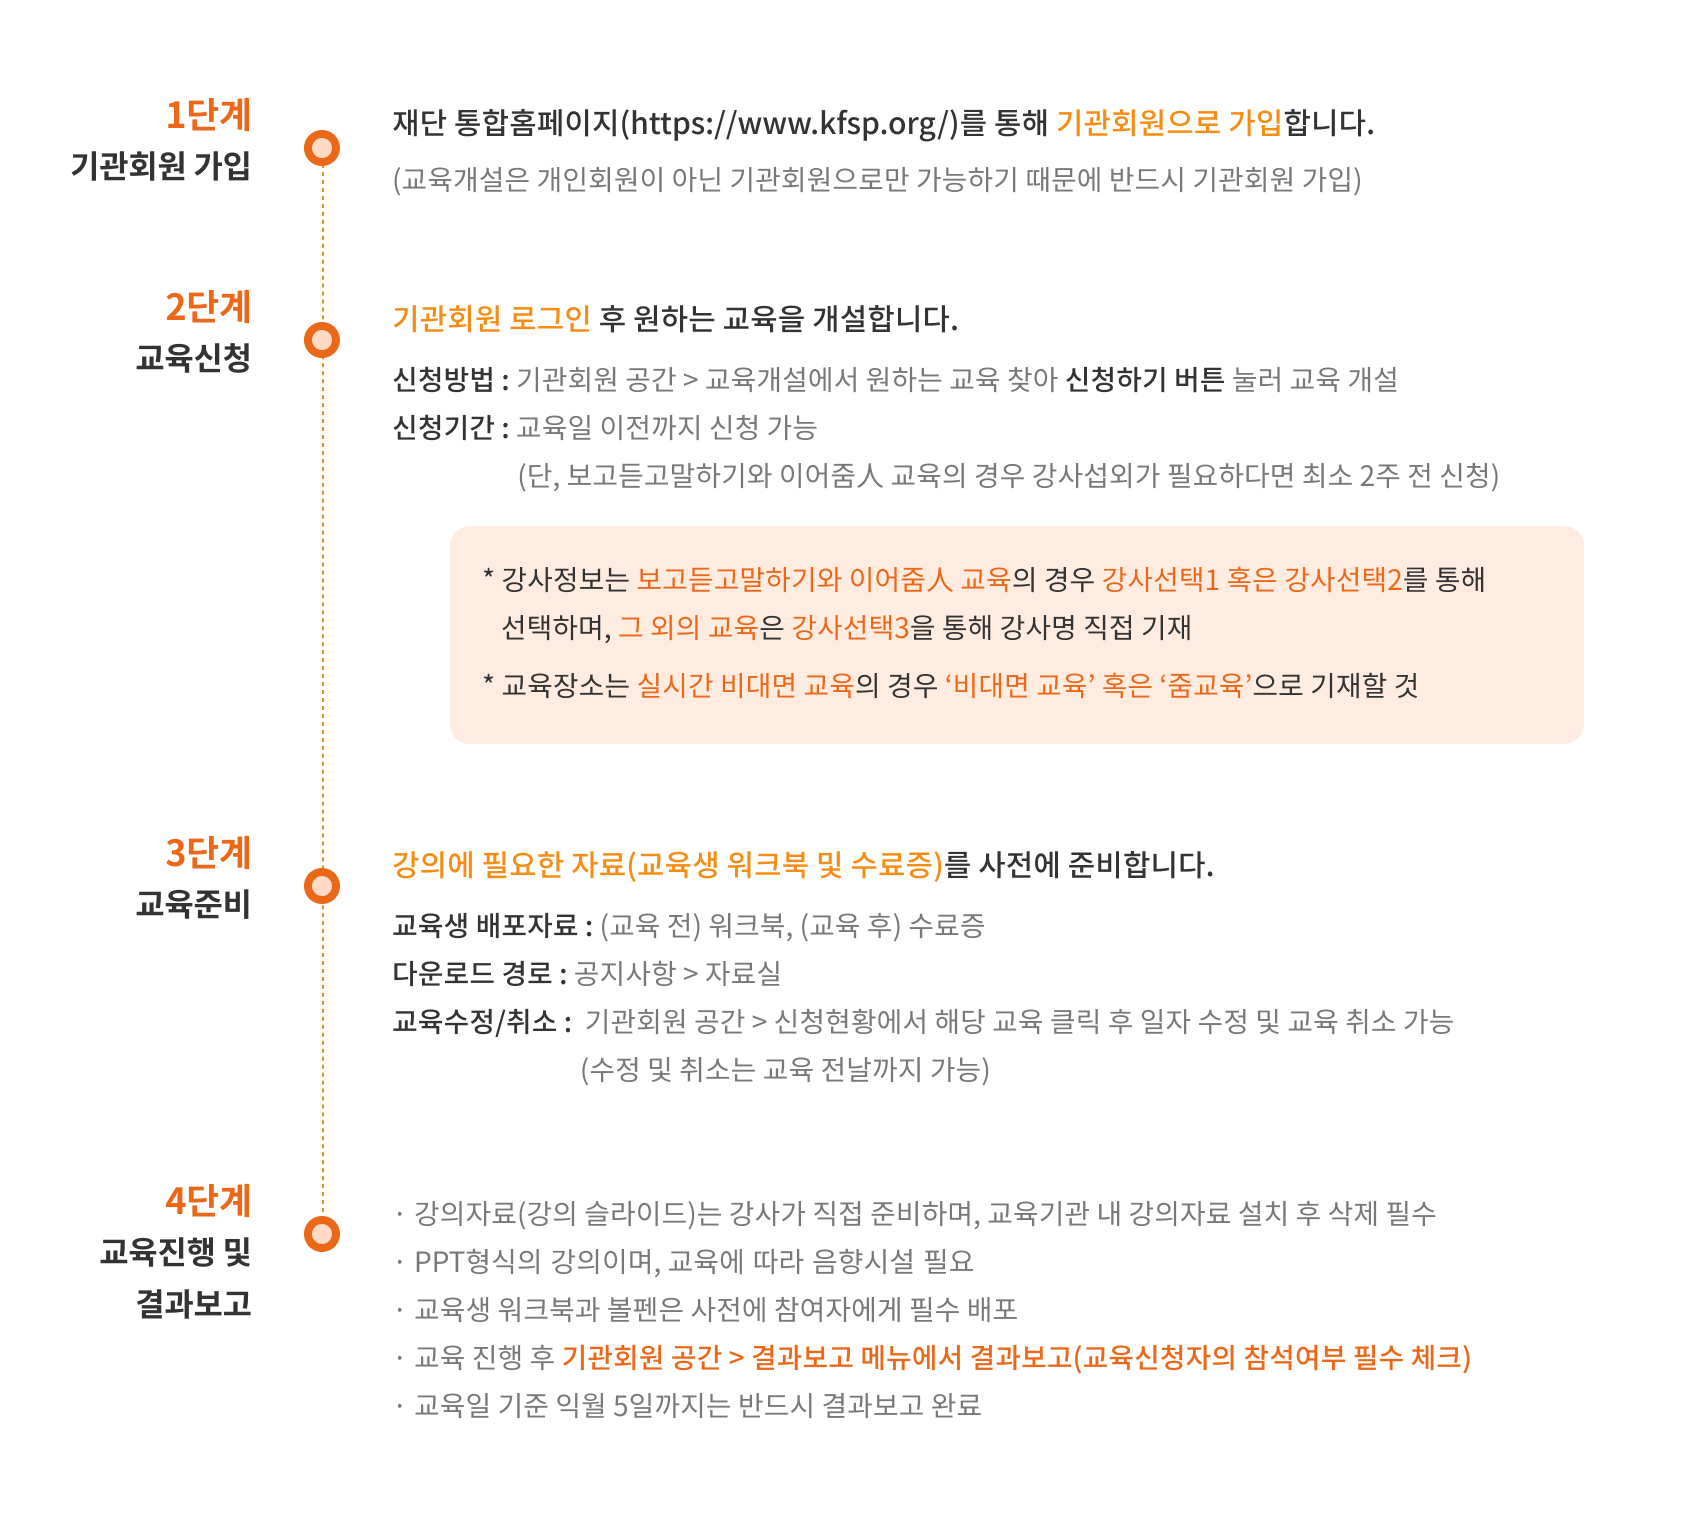 1단계
기관회원 가입
재단 통합홈페이지(https://www.kfsp.org/)를 통해 기관회원으로 가입합니다.
(교육개설은 개인회원이 아닌 기관회원으로만 가능하기 때문에 반드시 기관회원 가입)
2단계
교육신청
기관회원 로그인 후 원하는 교육을 개설합니다.
신청방법 : 기관회원 공간 > 교육개설에서 원하는 교육 찾아 신청하기 버튼 눌러 교육 개설
신청기간 : 교육일 이전까지 신청 가능
(단, 보고듣고말하기와 이어줌人 교육의 경우 강사섭외가 필요하다면 최소 2주 전 신청)
* 강사정보는 보고듣고말하기와 이어줌人 교육의 경우 강사선택1 혹은 강사선택2를 통해
선택하며, 그 외의 교육은 강사선택3을 통해 강사명 직접 기재
* 교육장소는 실시간 비대면 교육의 경우 ‘비대면 교육’ 혹은 ‘줌교육’으로 기재할 것
3단계
교육준비
강의에 필요한 자료(교육생 워크북 및 수료증)를 사전에 준비합니다.
교육생 배포자료 : (교육 전) 워크북, (교육 후) 수료증
다운로드 경로 : 공지사항 > 자료실
교육수정/취소 : 기관회원 공간 > 신청현황에서 해당 교육 클릭 후 일자 수정 및 교육 취소 가능
(수정 및 취소는 교육 전날까지 가능)
4단계
교육진행 및
결과보고
· 강의자료(강의 슬라이드)는 강사가 직접 준비하며, 교육기관 내 강의자료 설치 후 삭제 필수
· PPT형식의 강의이며, 교육에 따라 음향시설 필요
· 교육생 워크북과 볼펜은 사전에 참여자에게 필수 배포
· 교육 진행 후 기관회원 공간 > 결과보고 메뉴에서 결과보고(교육신청자의 참석여부 필수 체크)
· 교육일 기준 익월 5일까지는 반드시 결과보고 완료